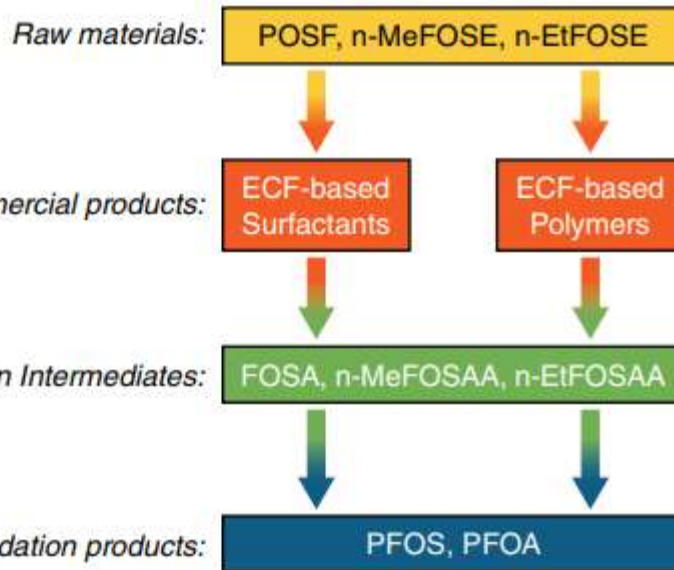 Raw materials: POSF, n-MeFOSE, n-EtFOSE
ECF-based
Surfactants
ECF-based
Polymers
mercial products:
n Intermediates: FOSA, n-MeFOSAA, n-EtFOSAA
dation products: PFOS, PFOA